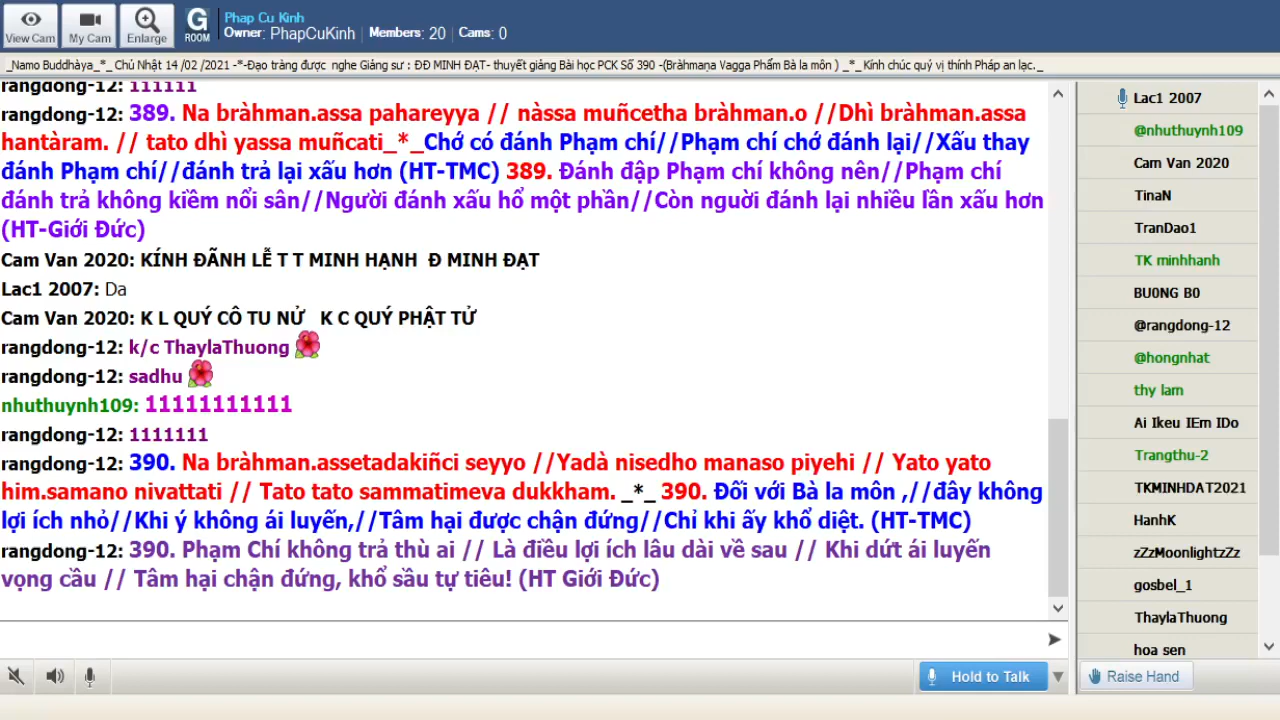 Phap Cu Kinh
View Cam My Cam Enlarge G ROOM Owner: PhapCuKinh Members: 20 Cams: 0
_Namo Buddhàya_*_ Chủ Nhật 14 /02 /2021 -*-Đạo tràng được nghe Giảng sư : ĐĐ MINH ĐẠT- thuyết giảng Bài học PCK Số 390 -(Bràhmaṇa Vagga Phẩm Bà la môn ) _*_ Kính chúc quý vị thính Pháp an lạc._
rangdong-12: 111111
rangdong-12: 389. Na bràhman.assa pahareyya // nàssa muñcetha bràhman.o //Dhì bràhman.assa
hantàram. // tato dhì yassa muñcati_*_Chớ có đánh Phạm chí//Phạm chí chớ đánh lại//Xấu thay
đánh Phạm chí//đánh trả lại xấu hơn (HT-TMC) 389. Đánh đập Phạm chí không nên//Phạm chí
đánh trả không kiềm nổi sân//Người đánh xấu hổ một phần//Còn nguời đánh lại nhiều lần xấu hơn
(HT-Giới Đức)
Cam Van 2020: KÍNH ĐÃNH LỄ T T MINH HẠNH Đ MINH ĐẠT
Lac1 2007: Da
Cam Van 2020: K L QUÝ CÔ TU NỬ K C QUÝ PHẬT TỬ
rangdong-12: k/c ThaylaThuong
rangdong-12: sadhu
nhuthuynh109: 11111111111
rangdong-12: 1111111
rangdong-12: 390. Na bràhman.assetadakiñci seyyo //Yadà nisedho manaso piyehi // Yato yato
him.samano nivattati // Tato tato sammatimeva dukkham. _*_ 390. Đối với Bà la môn ,//đây không
lợi ích nhỏ//Khi ý không ái luyến,//Tâm hại được chận đứng//Chỉ khi ấy khổ diệt. (HT-TMC)
rangdong-12: 390. Phạm Chí không trả thù ai // Là điều lợi ích lâu dài về sau // Khi dứt ái luyến
vọng cầu // Tâm hại chận đứng, khổ sầu tự tiêu! (HT Giới Đức)
Lac1 2007
@nhuthuynh109
Cam Van 2020
TinaN
TranDao1
TK minhhanh
BU0NG B0
@rangdong-12
@hongnhat
thy lam
Ai Ikeu IEm IDo
Trangthu-2
TKMINHDAT2021
HanhK
zZzMoonlightzZz
gosbel_1
ThaylaThuong
hoa sen
Hold to Talk
Raise Hand